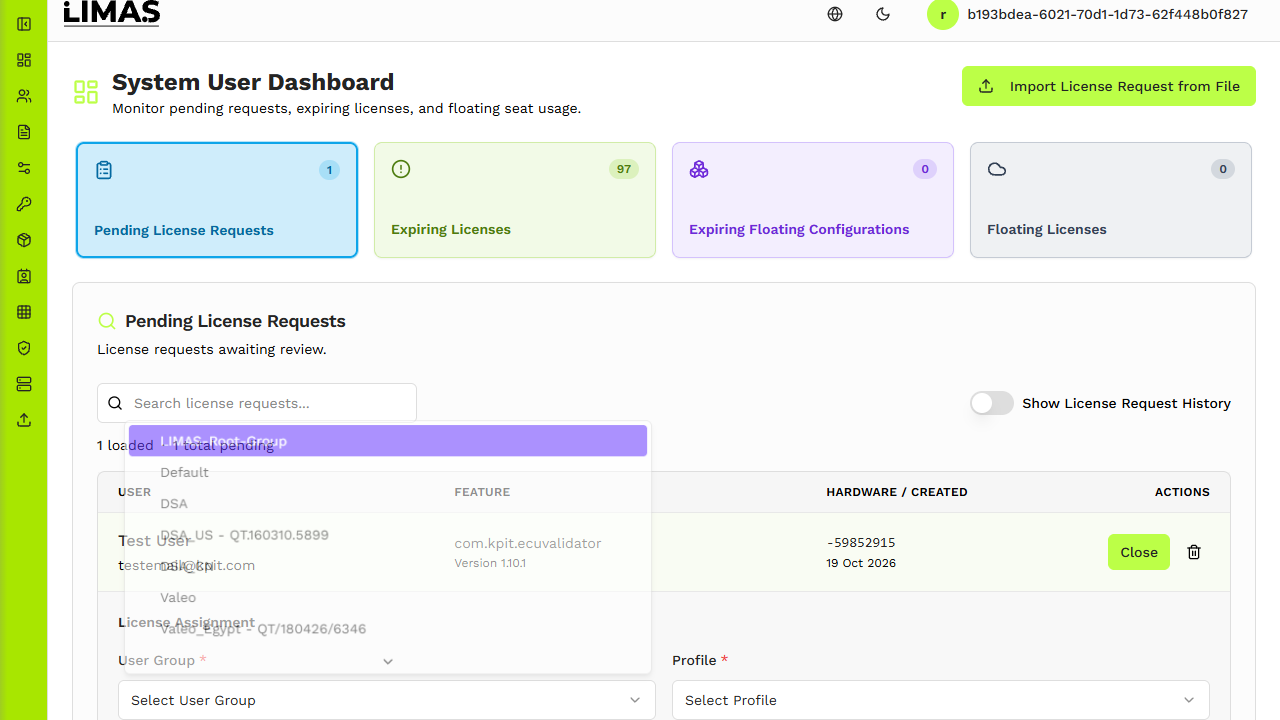 LIMAS
r b193bdea-6021-70d1-1d73-62f448b0f827
System User Dashboard
Monitor pending requests, expiring licenses, and floating seat usage.
Import License Request from File
1
Pending License Requests
97
Expiring Licenses
0
Expiring Floating Configurations
0
Floating Licenses
Pending License Requests
License requests awaiting review.
Search license requests...
Show License Request History
1 loaded · 1 total pending
LIMAS-Root-Group
Default
DSA
DSA_US - QT.160310.5899
Valeo
Valeo_Egypt - QT/180426/6346
USER FEATURE HARDWARE / CREATED ACTIONS
Test User com.kpit.ecuvalidator -59852915 Close
testemail@kpit.com Version 1.10.1 19 Oct 2026
License Assignment
User Group * Profile *
Select User Group Select Profile